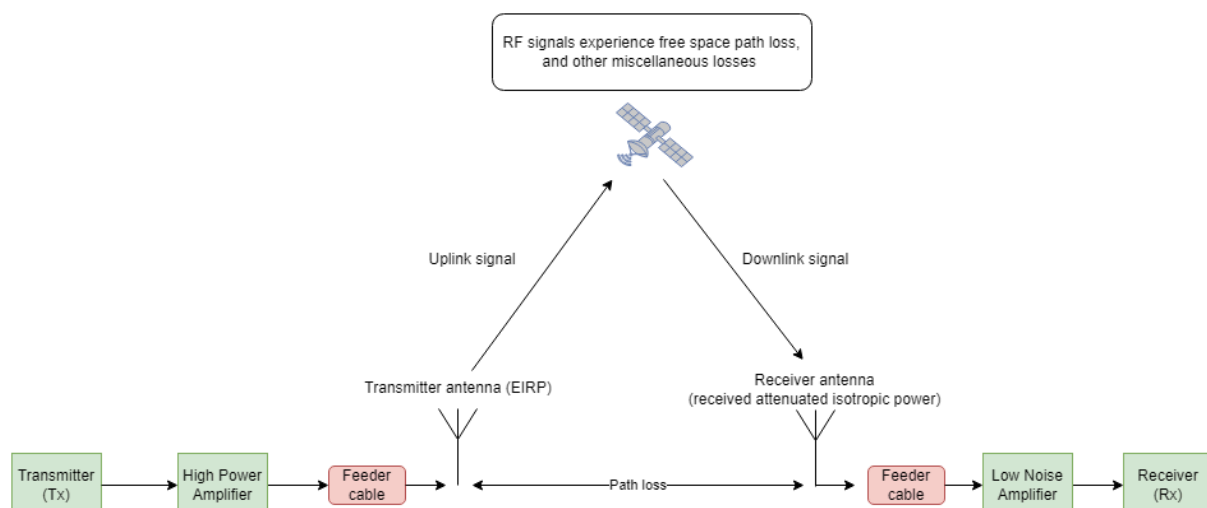 RF signals experience free space path loss,
and other miscellaneous losses
Uplink signal
Downlink signal
Transmitter antenna (EIRP)
Receiver antenna
(received attenuated isotropic power)
Transmitter
(Tx)
High Power
Amplifier
Feeder
cable
Path loss
Feeder
cable
Low Noise
Amplifier
Receiver
(Rx)